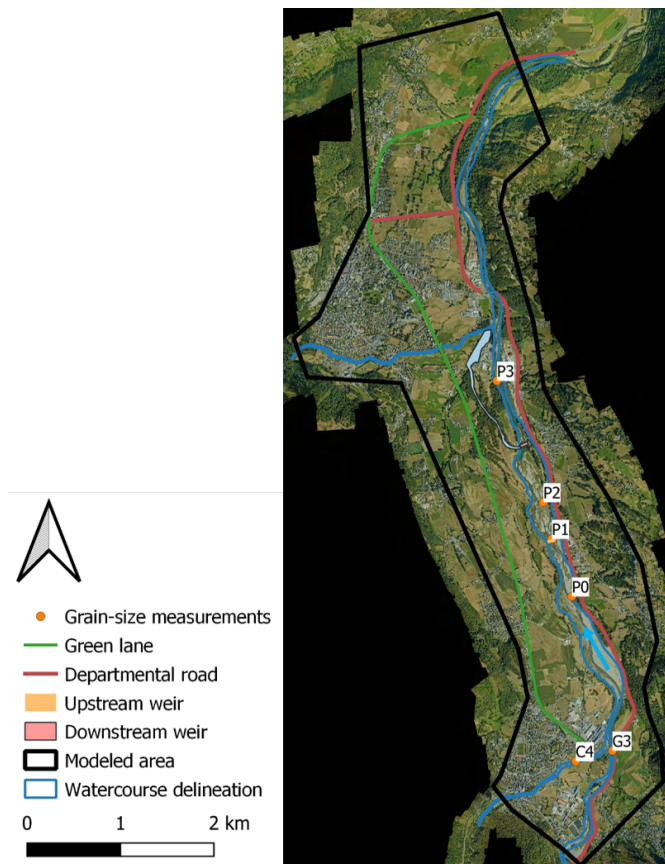 P3
P2
P1
P0
C4
G3
Grain-size measurements
Green lane
Departmental road
Upstream weir
Downstream weir
Modeled area
Watercourse delineation
0 1 2 km